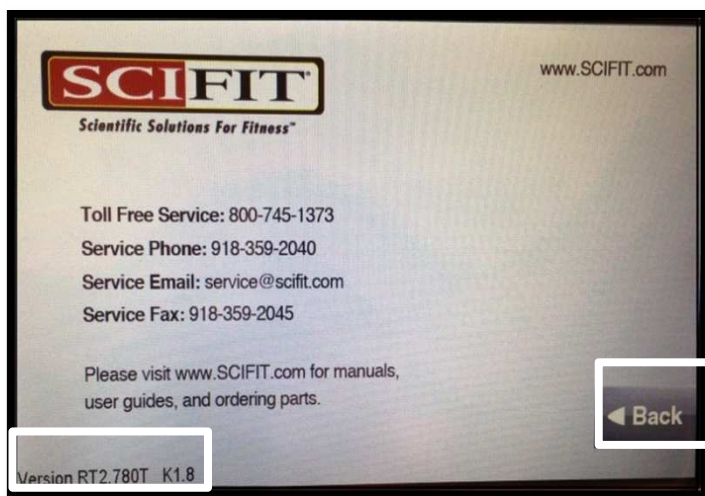 SCIFIT
www.SCIFIT.com
Scientific Solutions For Fitness™
Toll Free Service: 800-745-1373
Service Phone: 918-359-2040
Service Email: service@scifit.com
Service Fax: 918-359-2045
Please visit www.SCIFIT.com for manuals,
user guides, and ordering parts.
◀ Back
Version RT2.780T K1.8